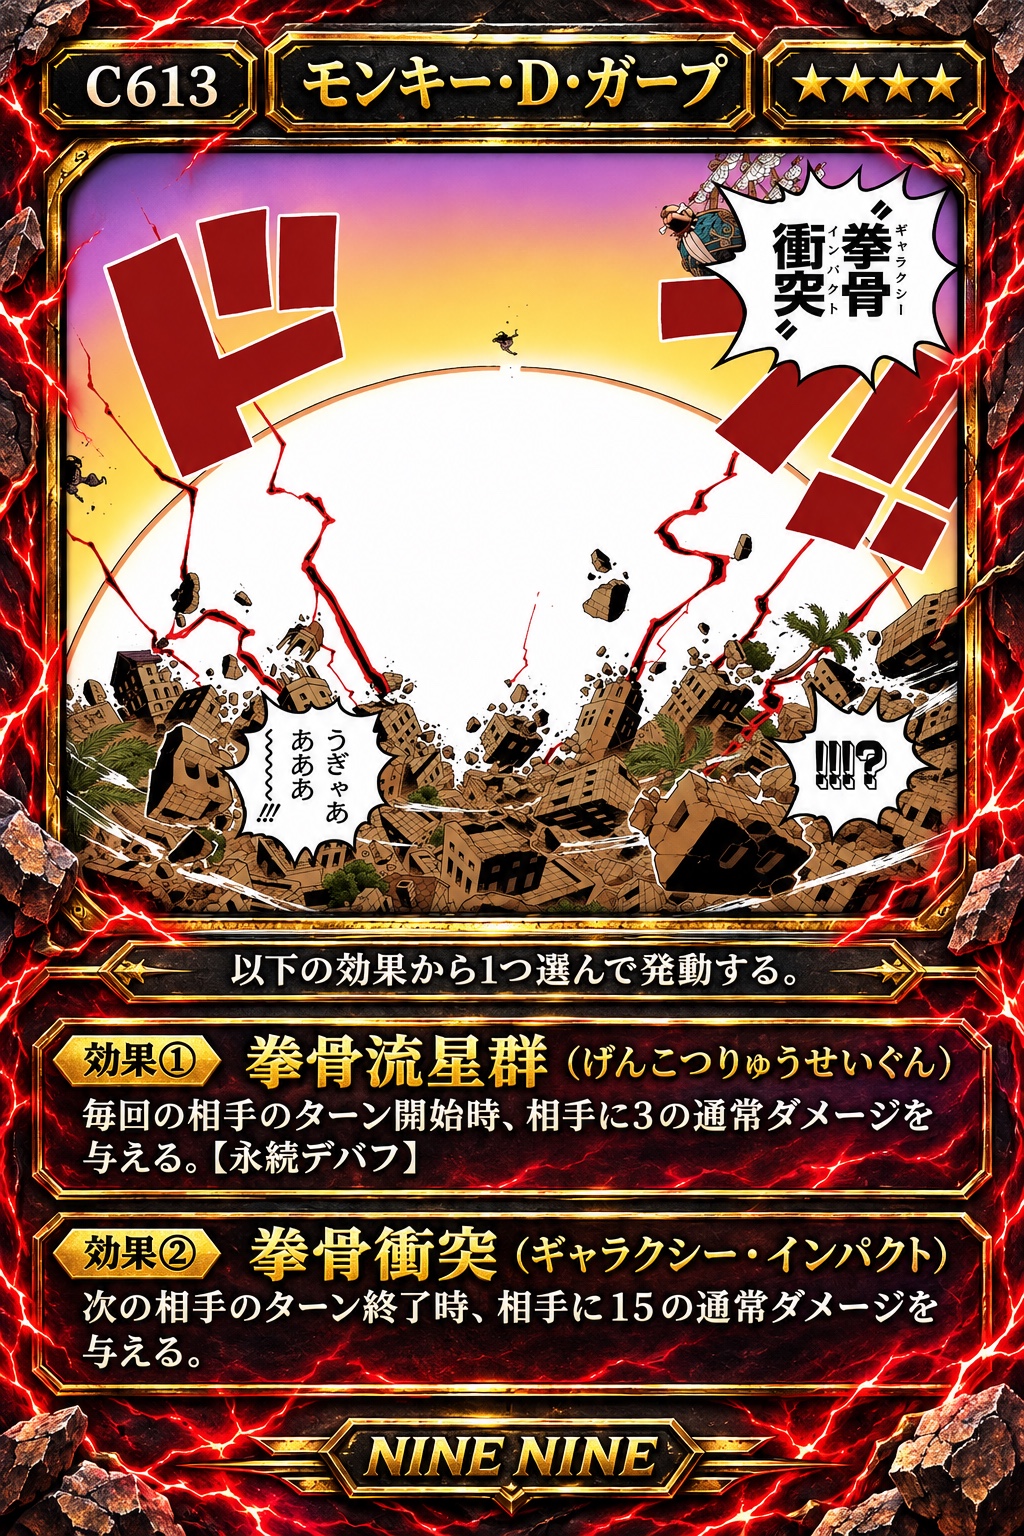 C613
モンキー・D・ガープ
★★★★
ド
!!!
〝拳骨
ギャラクシー
衝突〟
インパクト
うぎゃあ
あああ
〜〜〜〜!!!
!!!?
以下の効果から1つ選んで発動する。
効果① 拳骨流星群（げんこつりゅうせいぐん）
毎回の相手のターン開始時、相手に3の通常ダメージを
与える。【永続デバフ】
効果② 拳骨衝突（ギャラクシー・インパクト）
次の相手のターン終了時、相手に15の通常ダメージを
与える。
NINE NINE